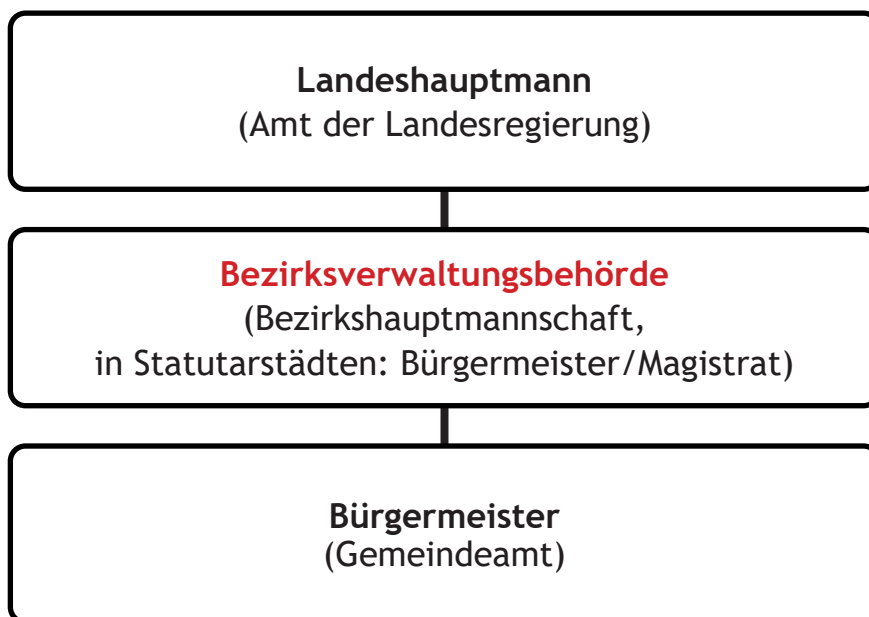 Landeshauptmann
(Amt der Landesregierung)
Bezirksverwaltungsbehörde
(Bezirkshauptmannschaft,
in Statutarstädten: Bürgermeister/Magistrat)
Bürgermeister
(Gemeindeamt)